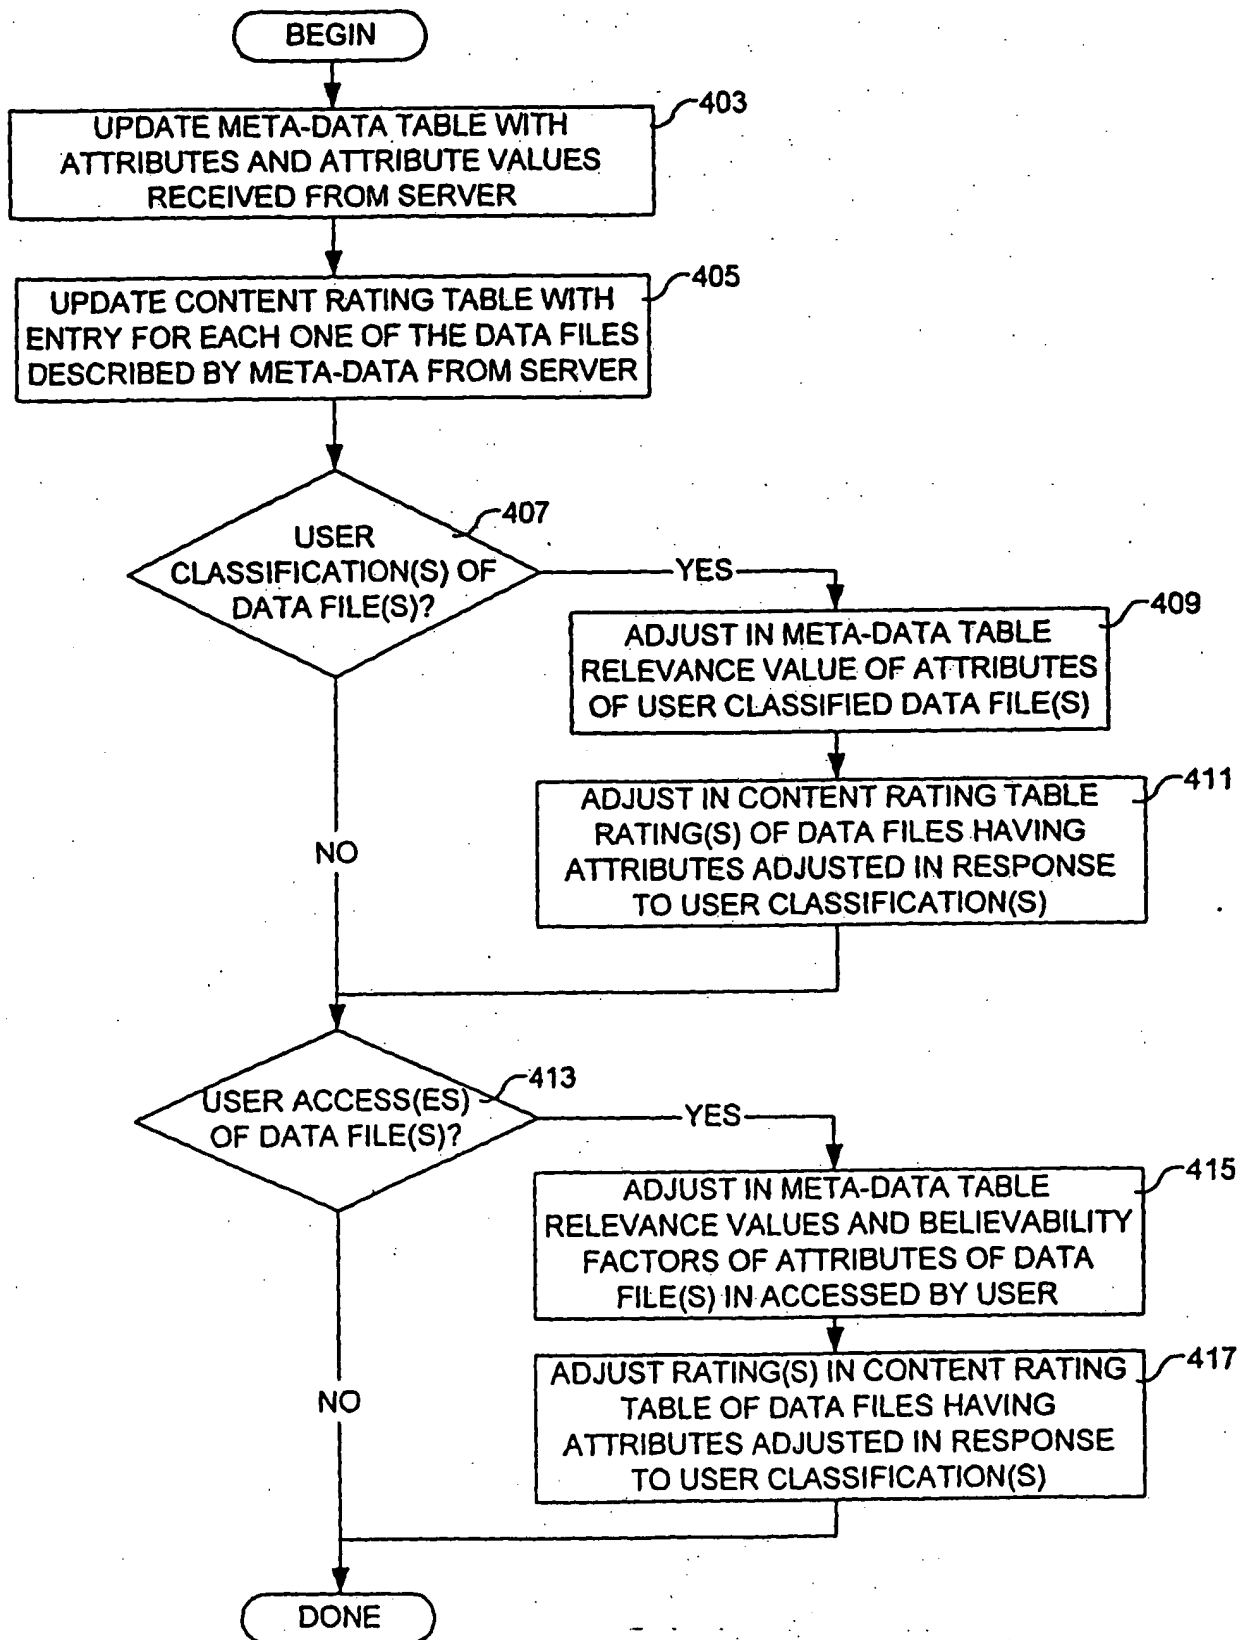 BEGIN
403
UPDATE META-DATA TABLE WITH
ATTRIBUTES AND ATTRIBUTE VALUES
RECEIVED FROM SERVER
405
UPDATE CONTENT RATING TABLE WITH
ENTRY FOR EACH ONE OF THE DATA FILES
DESCRIBED BY META-DATA FROM SERVER
407
USER
CLASSIFICATION(S) OF
DATA FILE(S)?
YES
409
ADJUST IN META-DATA TABLE
RELEVANCE VALUE OF ATTRIBUTES
OF USER CLASSIFIED DATA FILE(S)
411
ADJUST IN CONTENT RATING TABLE
RATING(S) OF DATA FILES HAVING
ATTRIBUTES ADJUSTED IN RESPONSE
TO USER CLASSIFICATION(S)
NO
413
USER ACCESS(ES)
OF DATA FILE(S)?
YES
415
ADJUST IN META-DATA TABLE
RELEVANCE VALUES AND BELIEVABILITY
FACTORS OF ATTRIBUTES OF DATA
FILE(S) IN ACCESSED BY USER
417
ADJUST RATING(S) IN CONTENT RATING
TABLE OF DATA FILES HAVING
ATTRIBUTES ADJUSTED IN RESPONSE
TO USER CLASSIFICATION(S)
NO
DONE